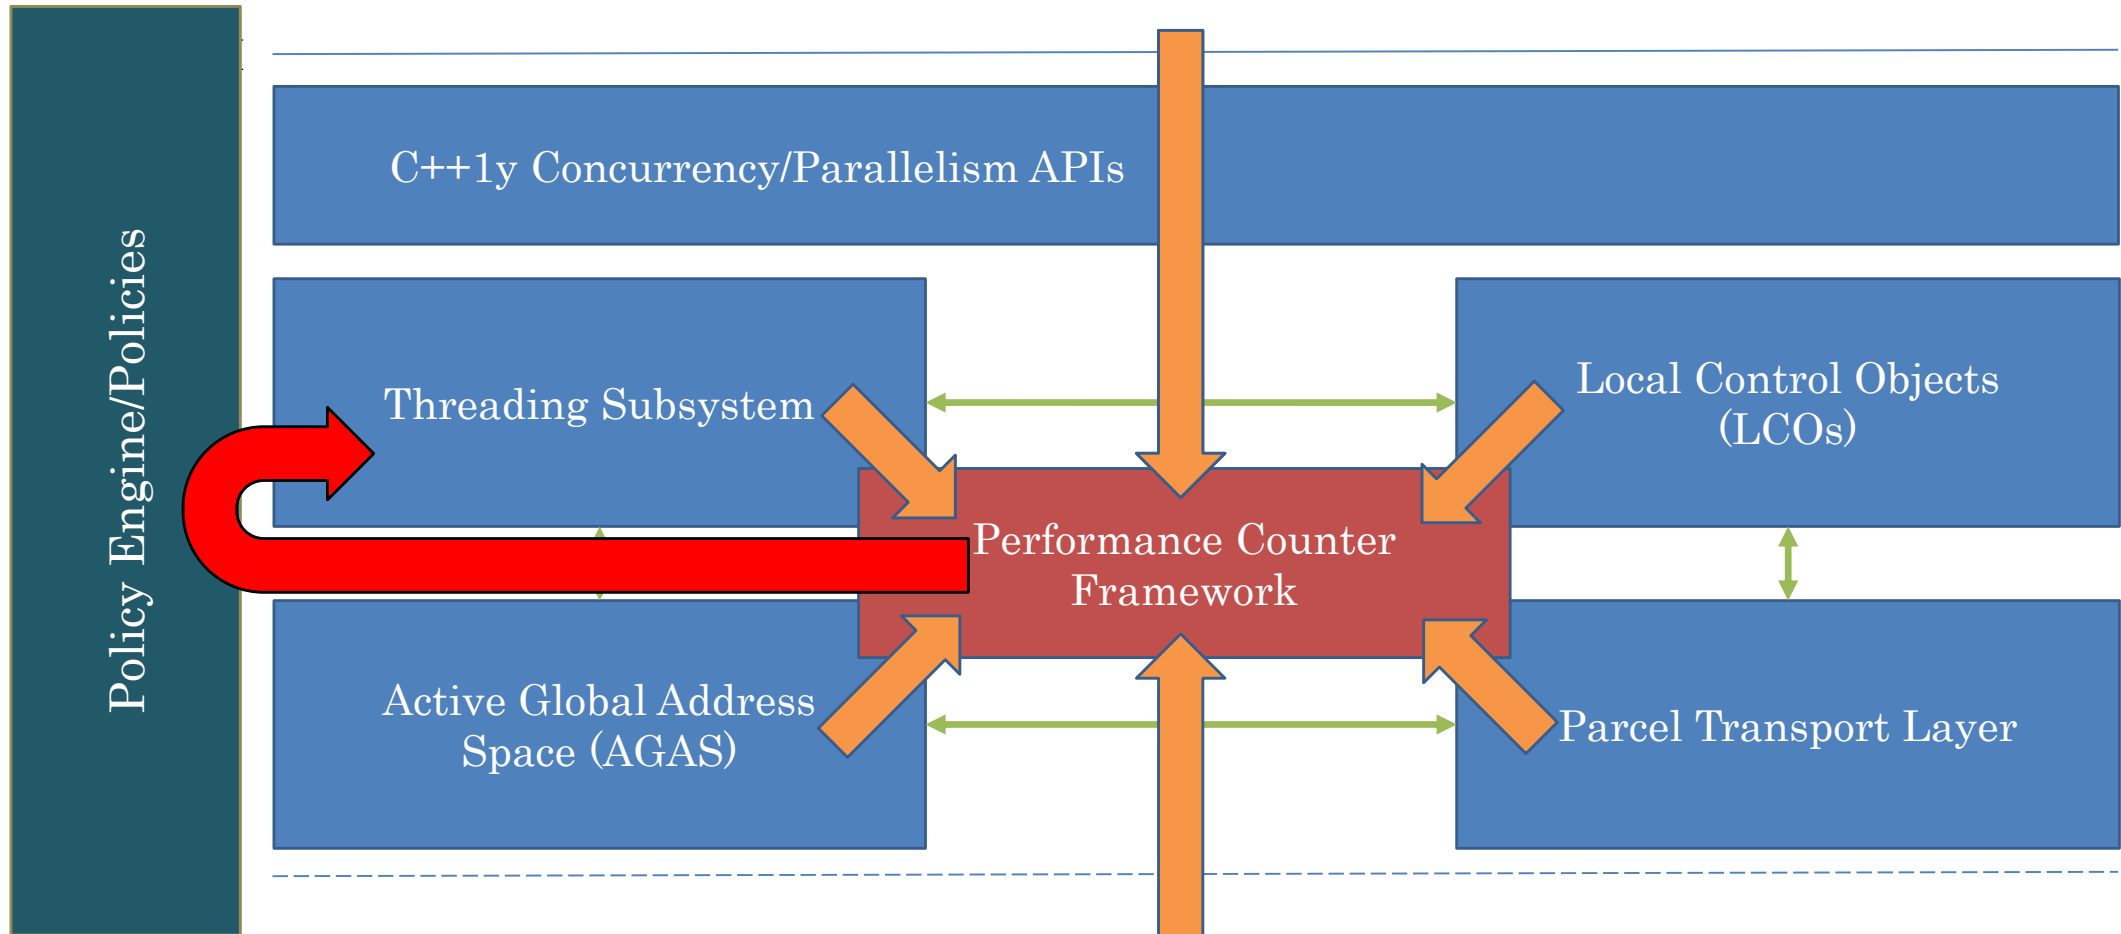 Policy Engine/Policies
C++1y Concurrency/Parallelism APIs
Threading Subsystem
Local Control Objects
(LCOs)
Performance Counter
Framework
Active Global Address
Space (AGAS)
Parcel Transport Layer